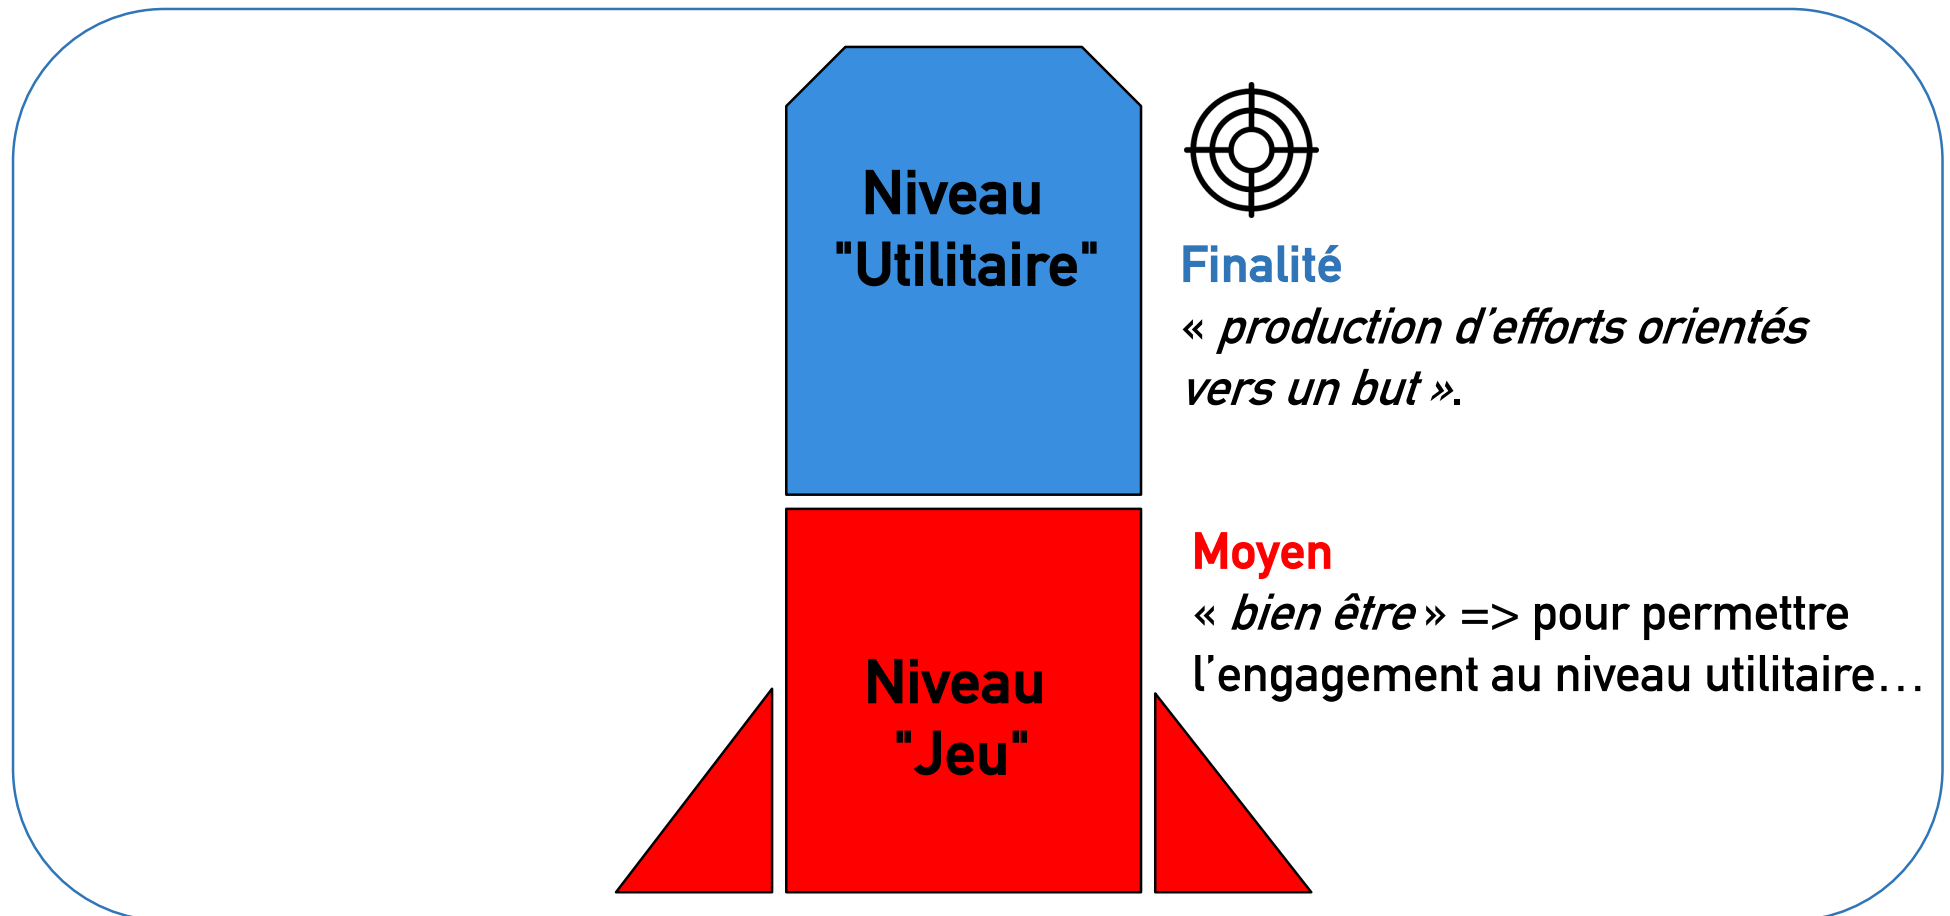 Niveau
"Utilitaire"
Finalité
« production d’efforts orientés
vers un but ».
Niveau
"Jeu"
Moyen
« bien être » => pour permettre
l’engagement au niveau utilitaire…